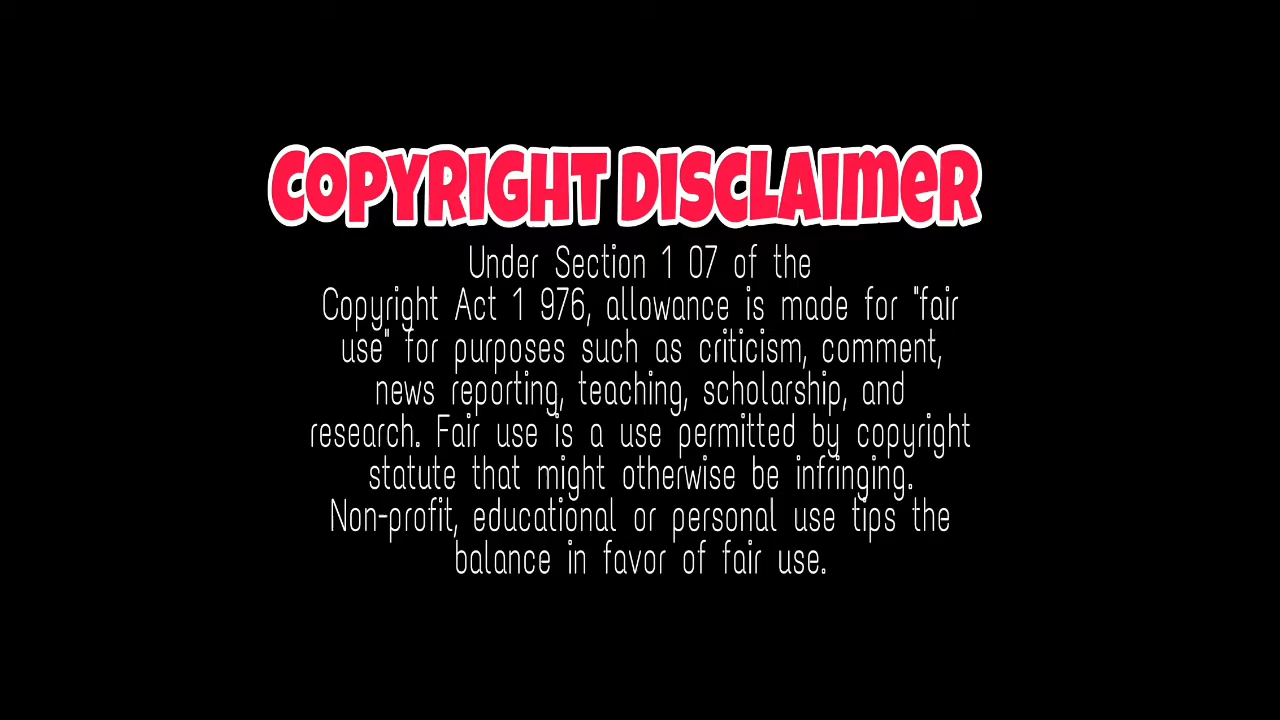 COPYRIGHT DISCLAIMER
Under Section 1 07 of the
Copyright Act 1 976, allowance is made for "fair
use" for purposes such as criticism, comment,
news reporting, teaching, scholarship, and
research. Fair use is a use permitted by copyright
statute that might otherwise be infringing.
Non-profit, educational or personal use tips the
balance in favor of fair use.